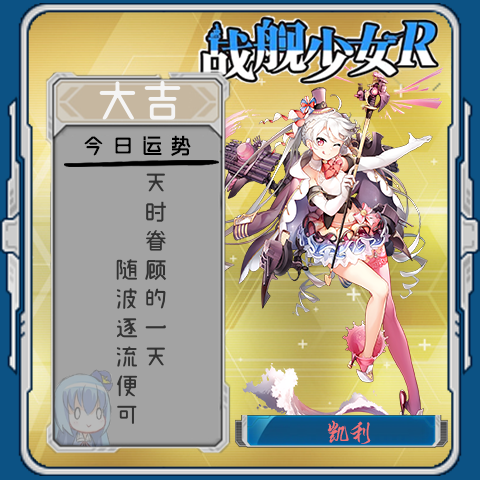 战舰少女R
大吉
今日运势
天时眷顾的一天
随波逐流便可
凯利